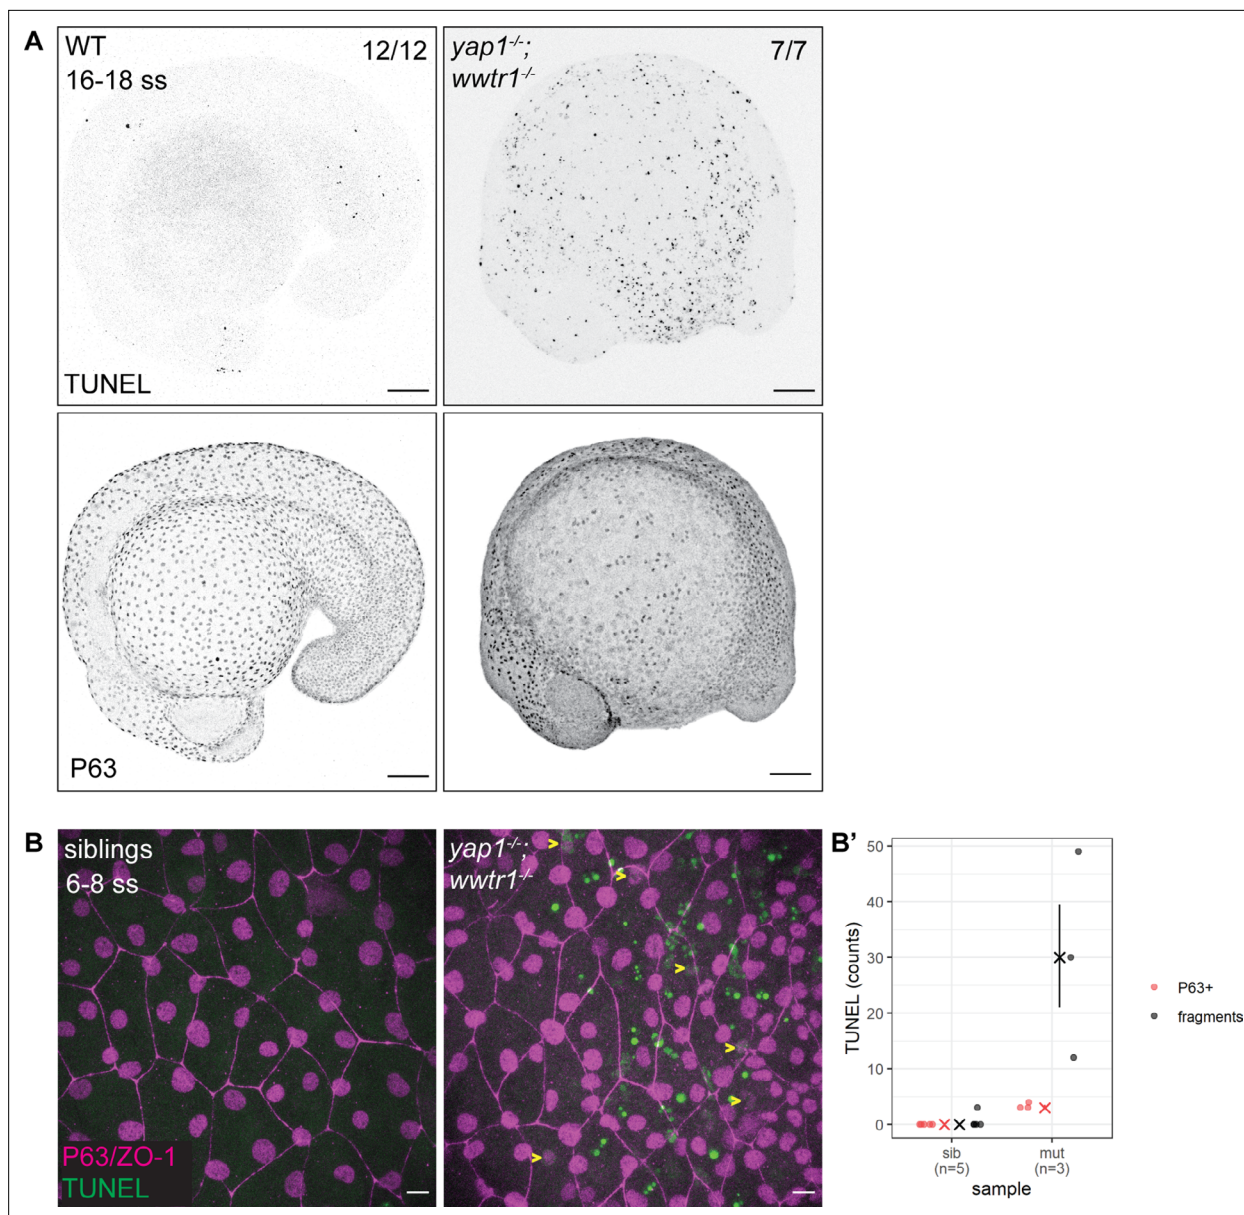 A
WT
16-18 ss
12/12
TUNEL
yap1-/-;
wwtr1-/-
7/7
P63
B
siblings
6-8 ss
P63/ZO-1
TUNEL
yap1-/-;
wwtr1-/-
B'
TUNEL (counts)
50
40
30
20
10
0
sib
(n=5)
mut
(n=3)
sample
P63+
fragments